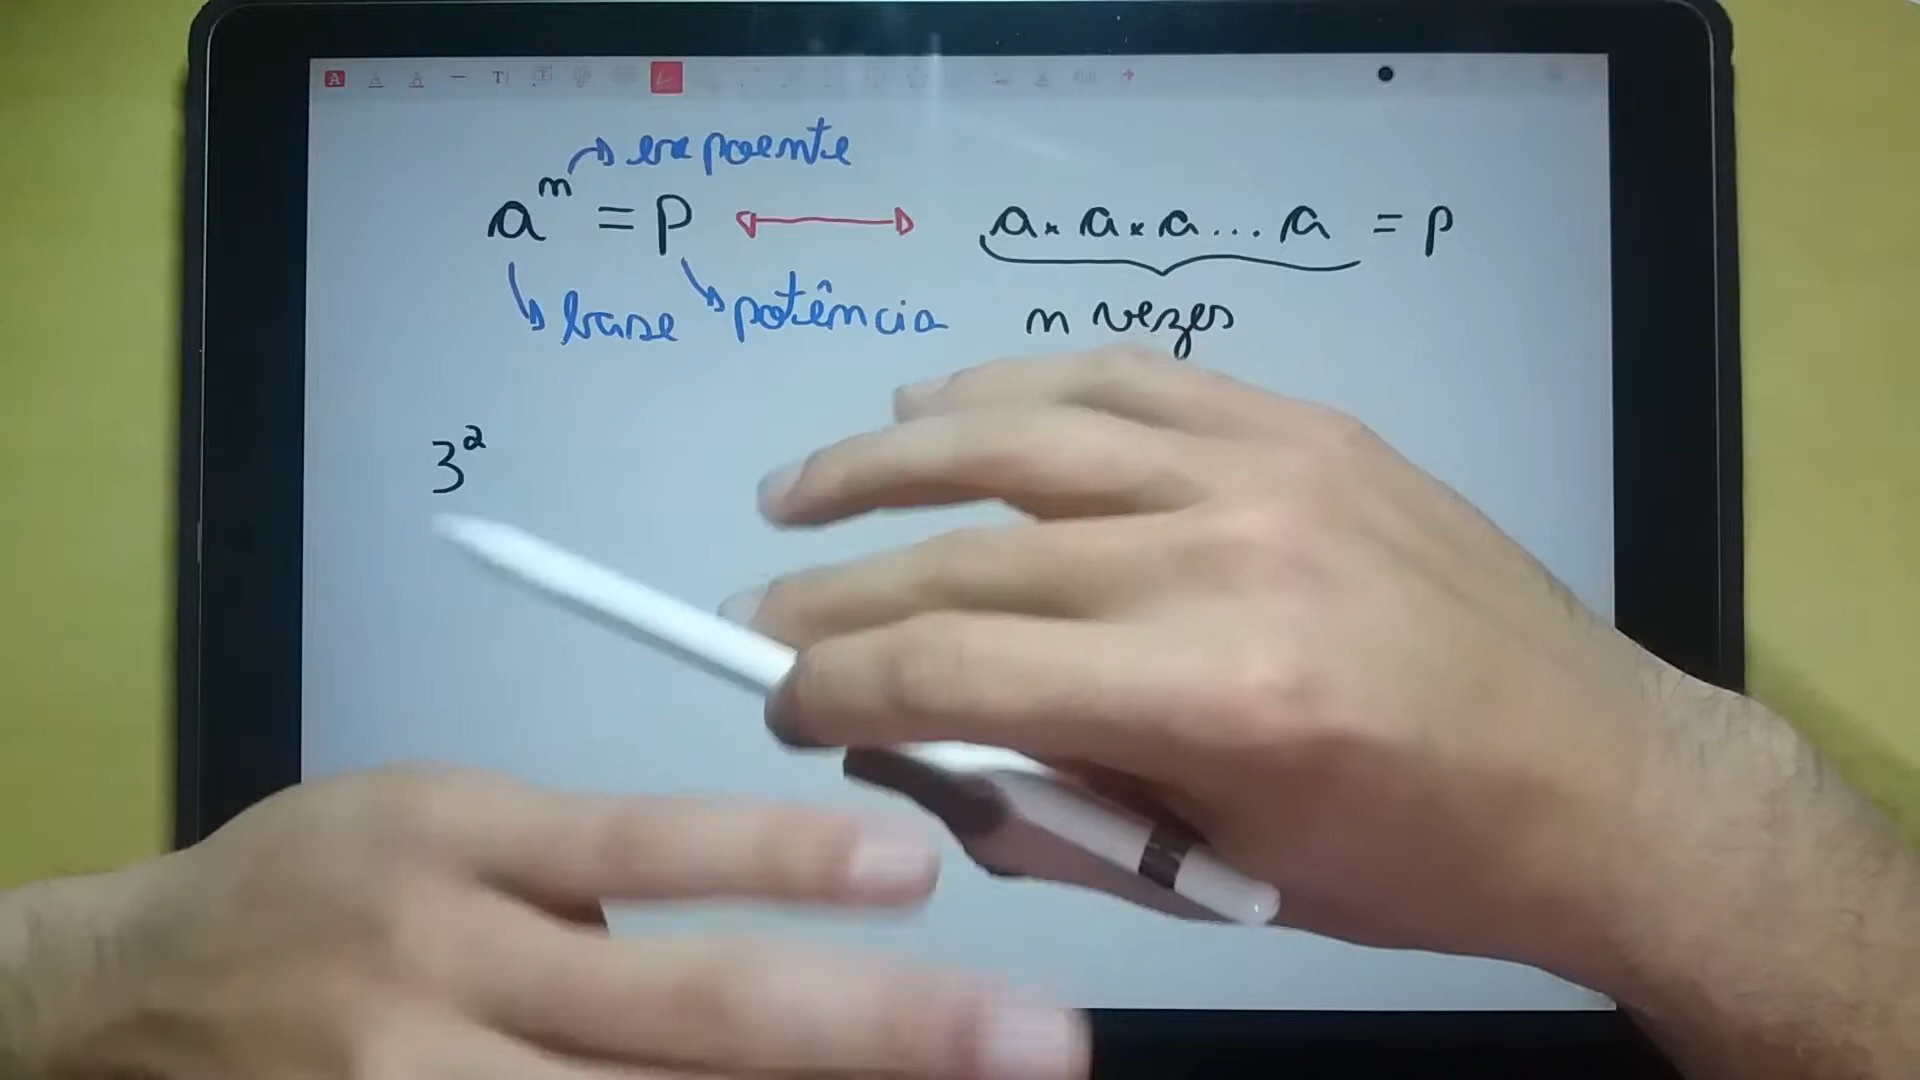 expoente
aⁿ = p ↔ a × a × a ... a = p
base potência n vezes
3²